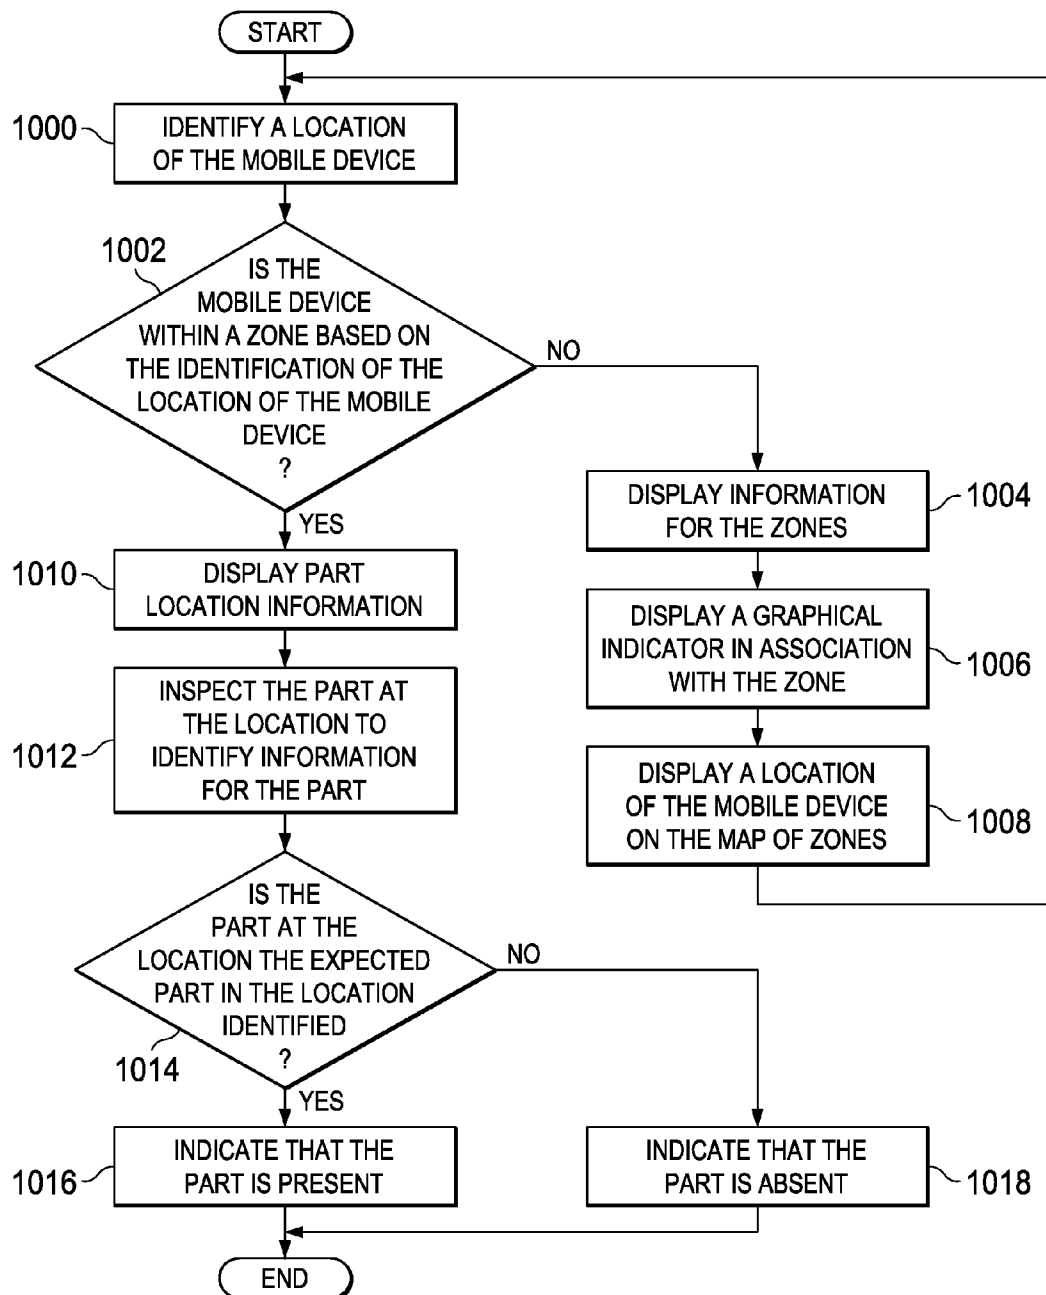 START
1000
IDENTIFY A LOCATION
OF THE MOBILE DEVICE
1002
IS THE
MOBILE DEVICE
WITHIN A ZONE BASED ON
THE IDENTIFICATION OF THE
LOCATION OF THE MOBILE
DEVICE
?
NO
YES
DISPLAY INFORMATION
FOR THE ZONES
1004
DISPLAY A GRAPHICAL
INDICATOR IN ASSOCIATION
WITH THE ZONE
1006
DISPLAY A LOCATION
OF THE MOBILE DEVICE
ON THE MAP OF ZONES
1008
1010
DISPLAY PART
LOCATION INFORMATION
1012
INSPECT THE PART AT
THE LOCATION TO
IDENTIFY INFORMATION
FOR THE PART
IS THE
PART AT THE
LOCATION THE EXPECTED
PART IN THE LOCATION
IDENTIFIED
?
1014
NO
YES
1016
INDICATE THAT THE
PART IS PRESENT
INDICATE THAT THE
PART IS ABSENT
1018
END